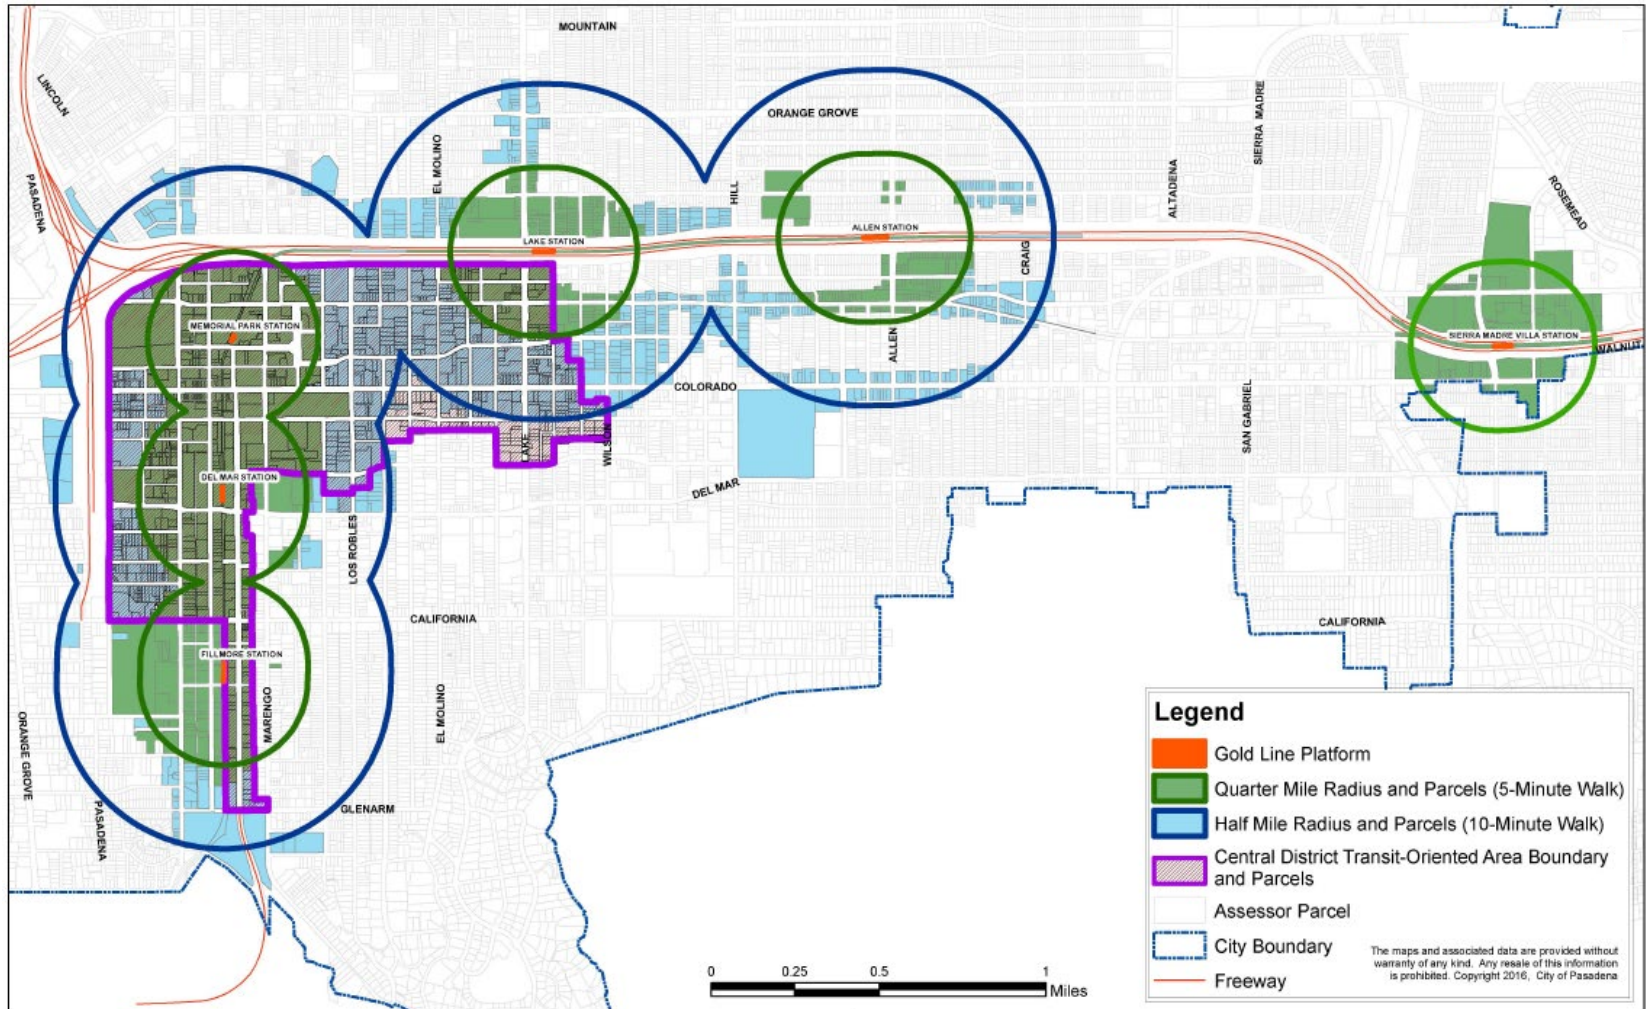 MOUNTAIN
LINCOLN
ORANGE GROVE
SIERRA MADRE
EL MOLINO
ALTADENA
PASADENA
HILL
ROSEMEAD
ALLEN STATION
LAKE STATION
CRAIG
MEMORIAL PARK STATION
SIERRA MADRE VILLA STATION
WALNUT
ALLEN
COLORADO
SAN GABRIEL
LAKE
WILSON
DEL MAR STATION
DEL MAR
LOS ROBLES
CALIFORNIA
CALIFORNIA
FILLMORE STATION
MARENGO
EL MOLINO
ORANGE GROVE
PASADENA
GLENARM
Legend
Gold Line Platform
Quarter Mile Radius and Parcels (5-Minute Walk)
Half Mile Radius and Parcels (10-Minute Walk)
Central District Transit-Oriented Area Boundary
and Parcels
Assessor Parcel
City Boundary
Freeway
The maps and associated data are provided without
warranty of any kind. Any resale of this information
is prohibited. Copyright 2016, City of Pasadena
0 0.25 0.5 1
Miles